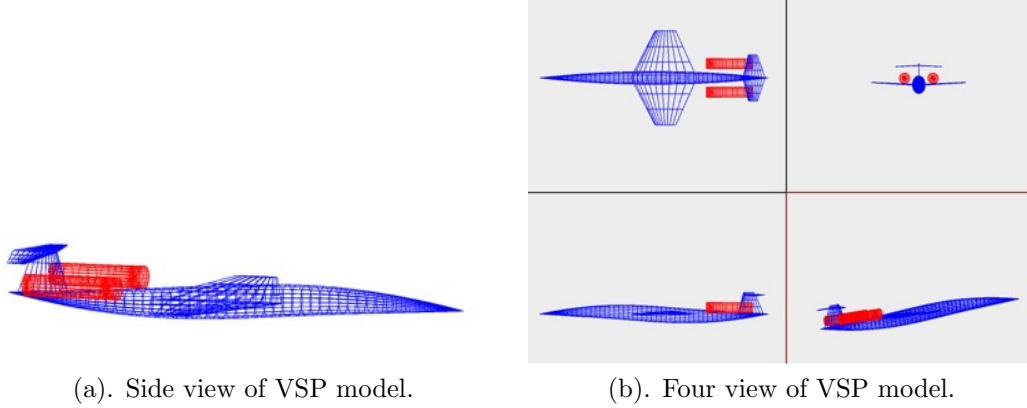 (a). Side view of VSP model.
(b). Four view of VSP model.